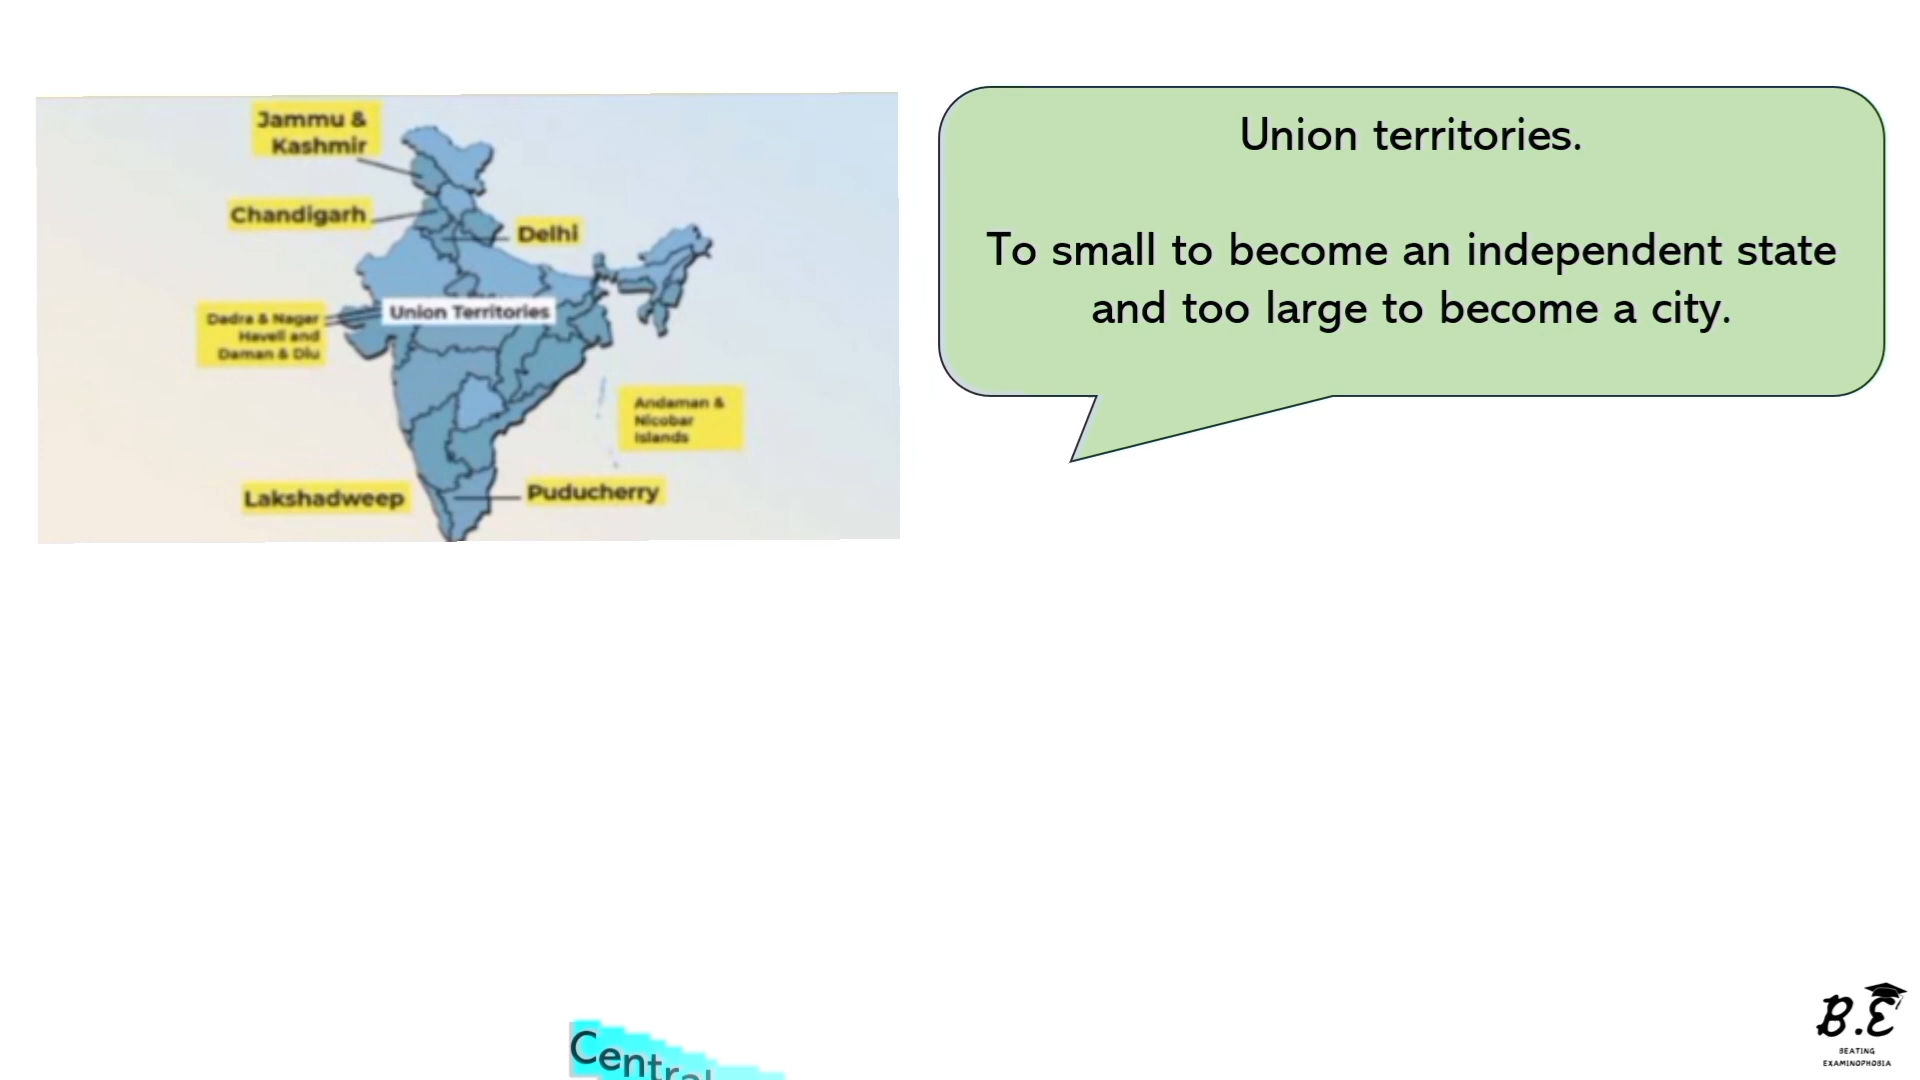 Jammu &
Kashmir
Chandigarh
Delhi
Union Territories
Dadra & Nagar
Haveli and
Daman & Diu
Andaman &
Nicobar
Islands
Lakshadweep
Puducherry
Union territories.
To small to become an independent state
and too large to become a city.
Central
B.E
BEATING
EXAMINOPHOBIA